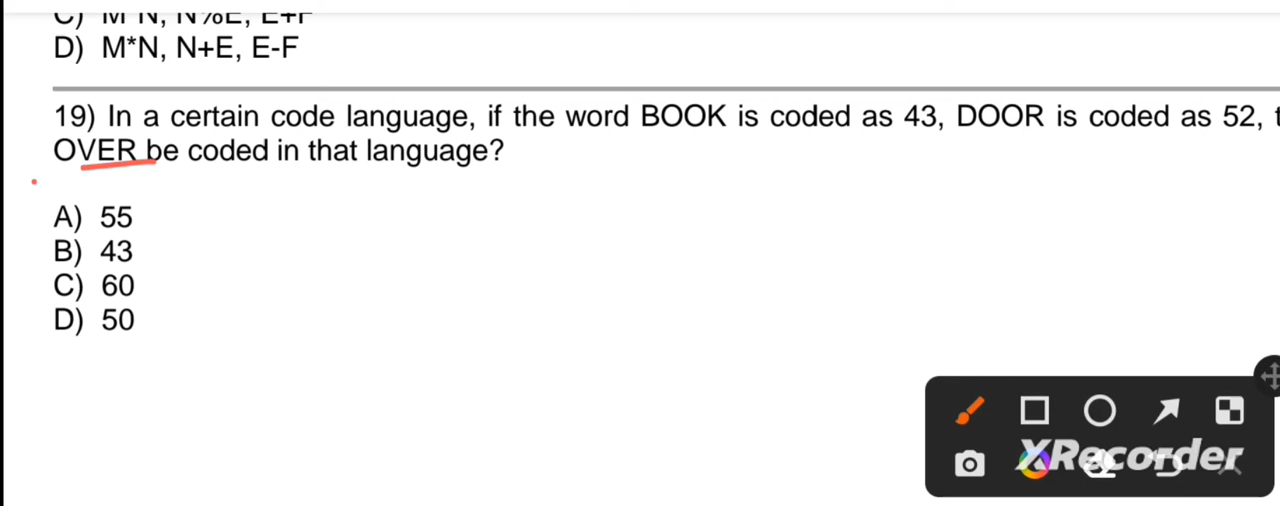 C) M*N, N%E, E+F
D) M*N, N+E, E-F
19) In a certain code language, if the word BOOK is coded as 43, DOOR is coded as 52,
OVER be coded in that language?
A) 55
B) 43
C) 60
D) 50
XRecorder